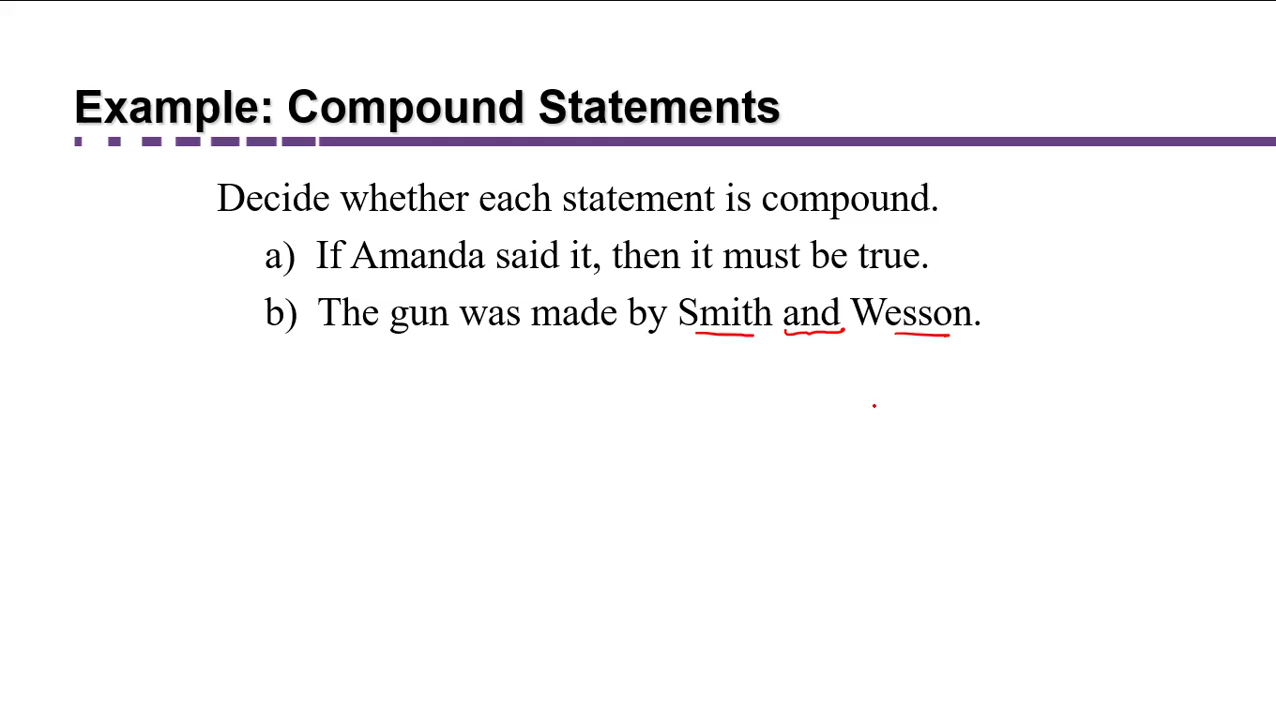 Example: Compound Statements
Decide whether each statement is compound.
a) If Amanda said it, then it must be true.
b) The gun was made by Smith and Wesson.